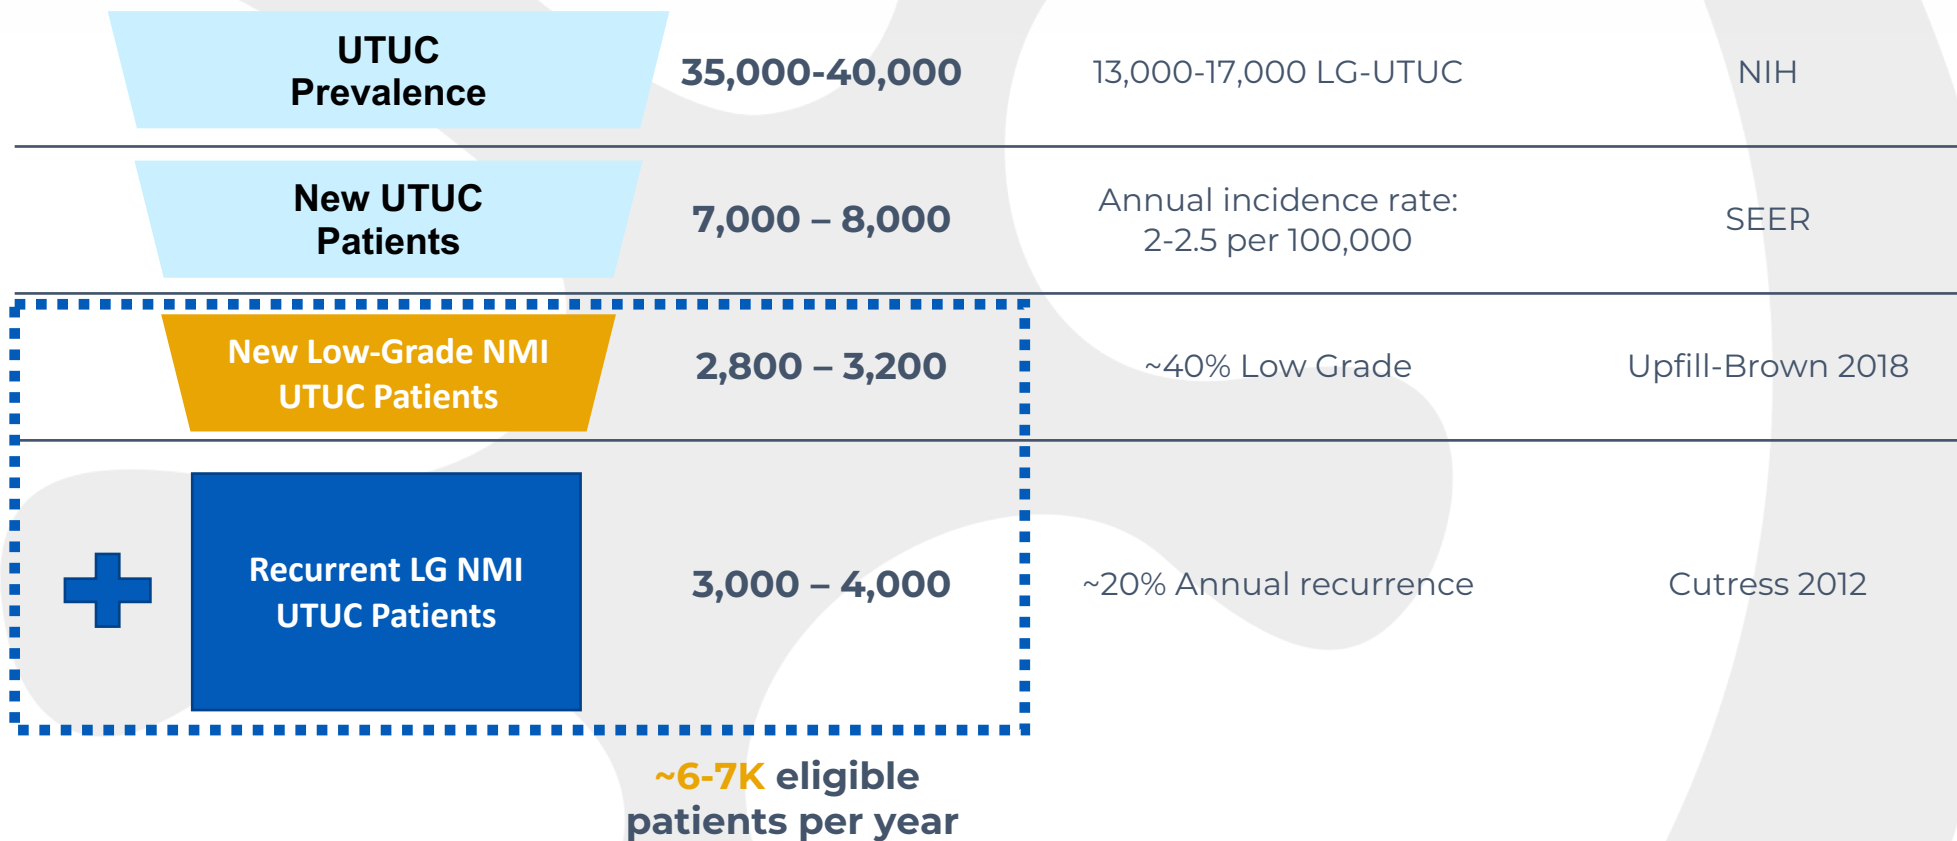 UTUC
Prevalence
35,000-40,000
13,000-17,000 LG-UTUC
NIH
New UTUC
Patients
7,000 – 8,000
Annual incidence rate:
2-2.5 per 100,000
SEER
New Low-Grade NMI
UTUC Patients
2,800 – 3,200
~40% Low Grade
Upfill-Brown 2018
Recurrent LG NMI
UTUC Patients
3,000 – 4,000
~20% Annual recurrence
Cutress 2012
~6-7K eligible
patients per year